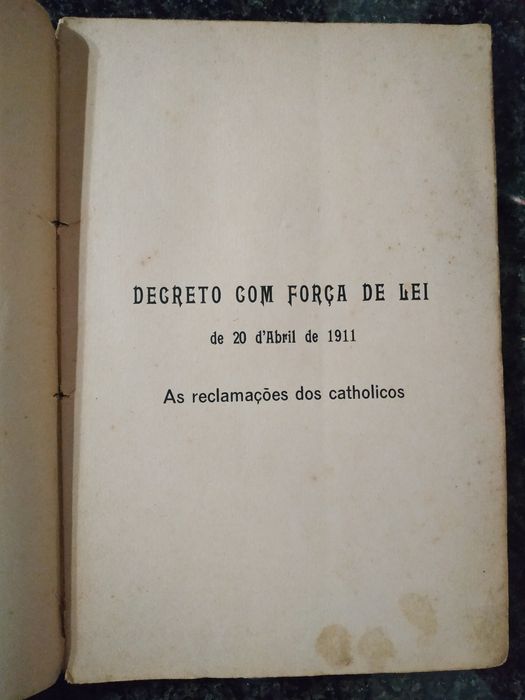 DECRETO COM FORÇA DE LEI
de 20 d'Abril de 1911
As reclamações dos catholicos